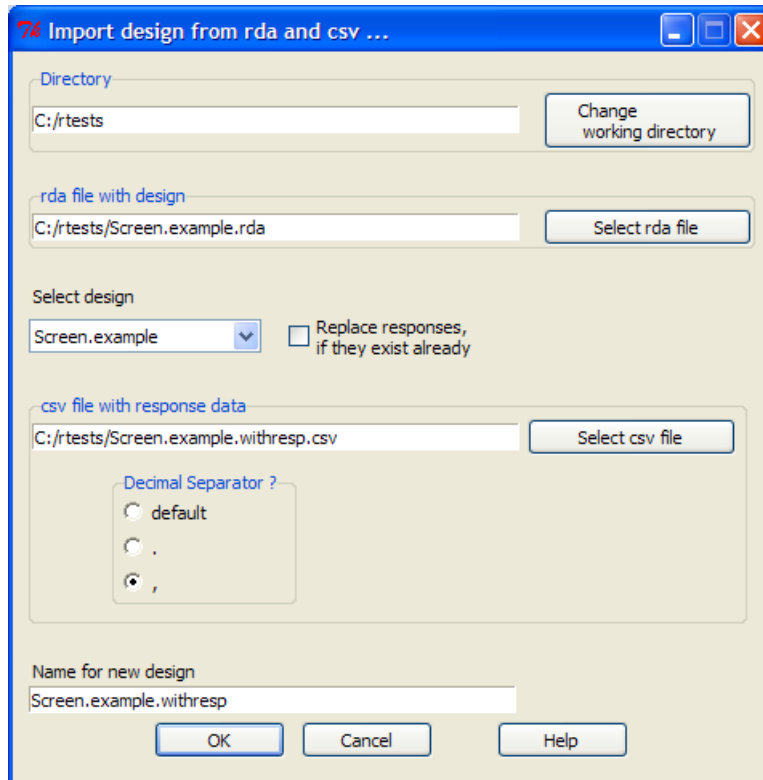 Import design from rda and csv ...
Directory
C:/rtests
Change
working directory
rda file with design
C:/rtests/Screen.example.rda
Select rda file
Select design
Screen.example
Replace responses,
if they exist already
csv file with response data
C:/rtests/Screen.example.withresp.csv
Select csv file
Decimal Separator ?
default
.
,
Name for new design
Screen.example.withresp
OK
Cancel
Help